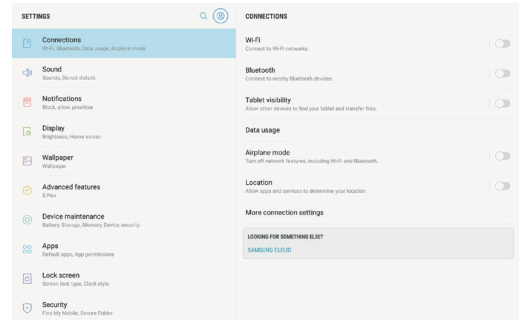 SETTINGS
Connections
Wi-Fi, Bluetooth, Data usage, Airplane mode
Sound
Sounds, Do not disturb
Notifications
Block, allow, prioritize
Display
Brightness, Home screen
Wallpaper
Wallpaper
Advanced features
S Pen
Device maintenance
Battery, Storage, Memory, Device security
Apps
Default apps, App permissions
Lock screen
Screen lock type, Clock style
Security
Find My Mobile, Secure Folder
CONNECTIONS
Wi-Fi
Connect to Wi-Fi networks.
Bluetooth
Connect to nearby Bluetooth devices.
Tablet visibility
Allow other devices to find your tablet and transfer files.
Data usage
Airplane mode
Turn off network features, including Wi-Fi and Bluetooth.
Location
Allow apps and services to determine your location.
More connection settings
LOOKING FOR SOMETHING ELSE?
SAMSUNG CLOUD